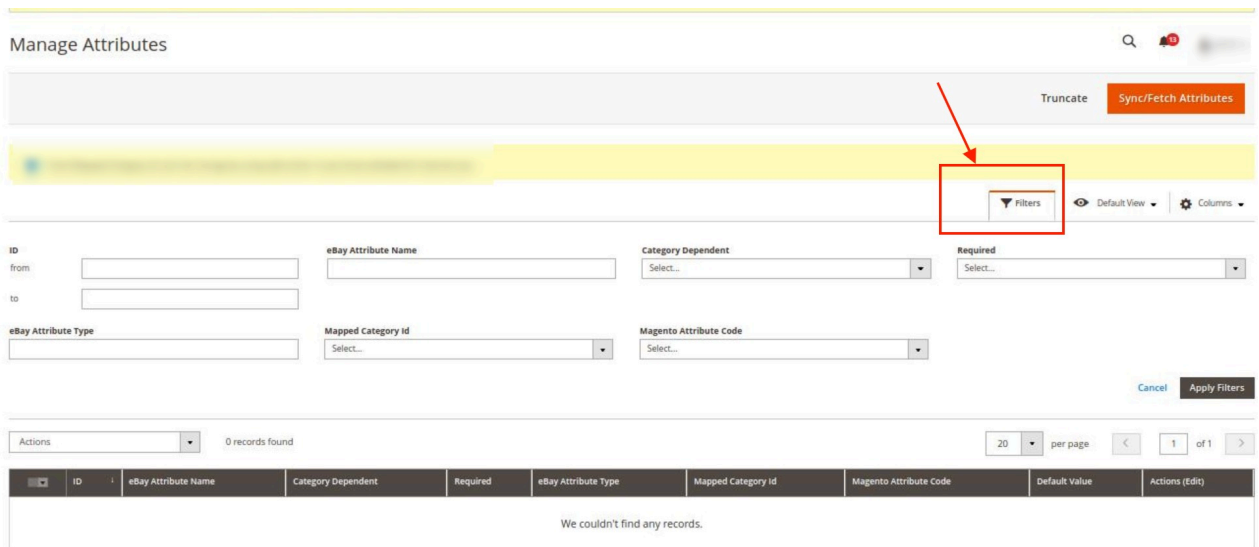 Manage Attributes
13
Truncate Sync/Fetch Attributes
Filters Default View Columns
ID eBay Attribute Name Category Dependent Required
from Select... Select...
to
eBay Attribute Type Mapped Category Id Magento Attribute Code
Select... Select...
Cancel Apply Filters
Actions 0 records found 20 per page 1 of 1
ID eBay Attribute Name Category Dependent Required eBay Attribute Type Mapped Category Id Magento Attribute Code Default Value Actions (Edit)
We couldn't find any records.